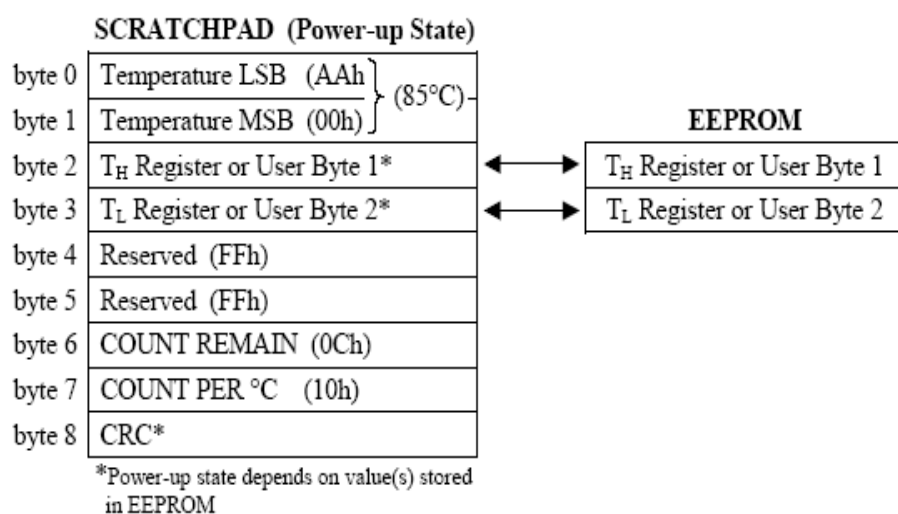 SCRATCHPAD (Power-up State)
byte 0 Temperature LSB (AAh
(85°C)
byte 1 Temperature MSB (00h)
EEPROM
byte 2 TH Register or User Byte 1* TH Register or User Byte 1
byte 3 TL Register or User Byte 2* TL Register or User Byte 2
byte 4 Reserved (FFh)
byte 5 Reserved (FFh)
byte 6 COUNT REMAIN (0Ch)
byte 7 COUNT PER °C (10h)
byte 8 CRC*
*Power-up state depends on value(s) stored
in EEPROM